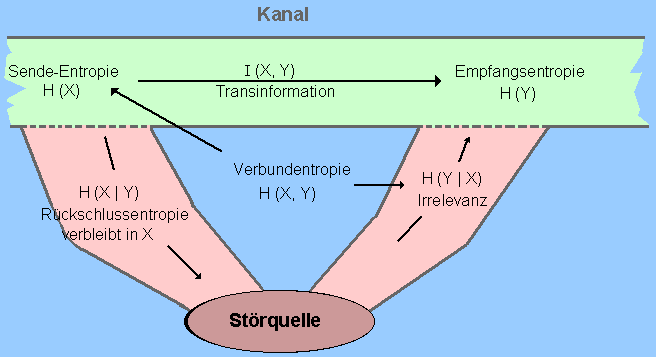 Kanal
Sende-Entropie
H (X)
I (X, Y)
Transinformation
Empfangsentropie
H (Y)
Verbundentropie
H (X, Y)
H (X | Y)
Rückschlussentropie
verbleibt in X
H (Y | X)
Irrelevanz
Störquelle